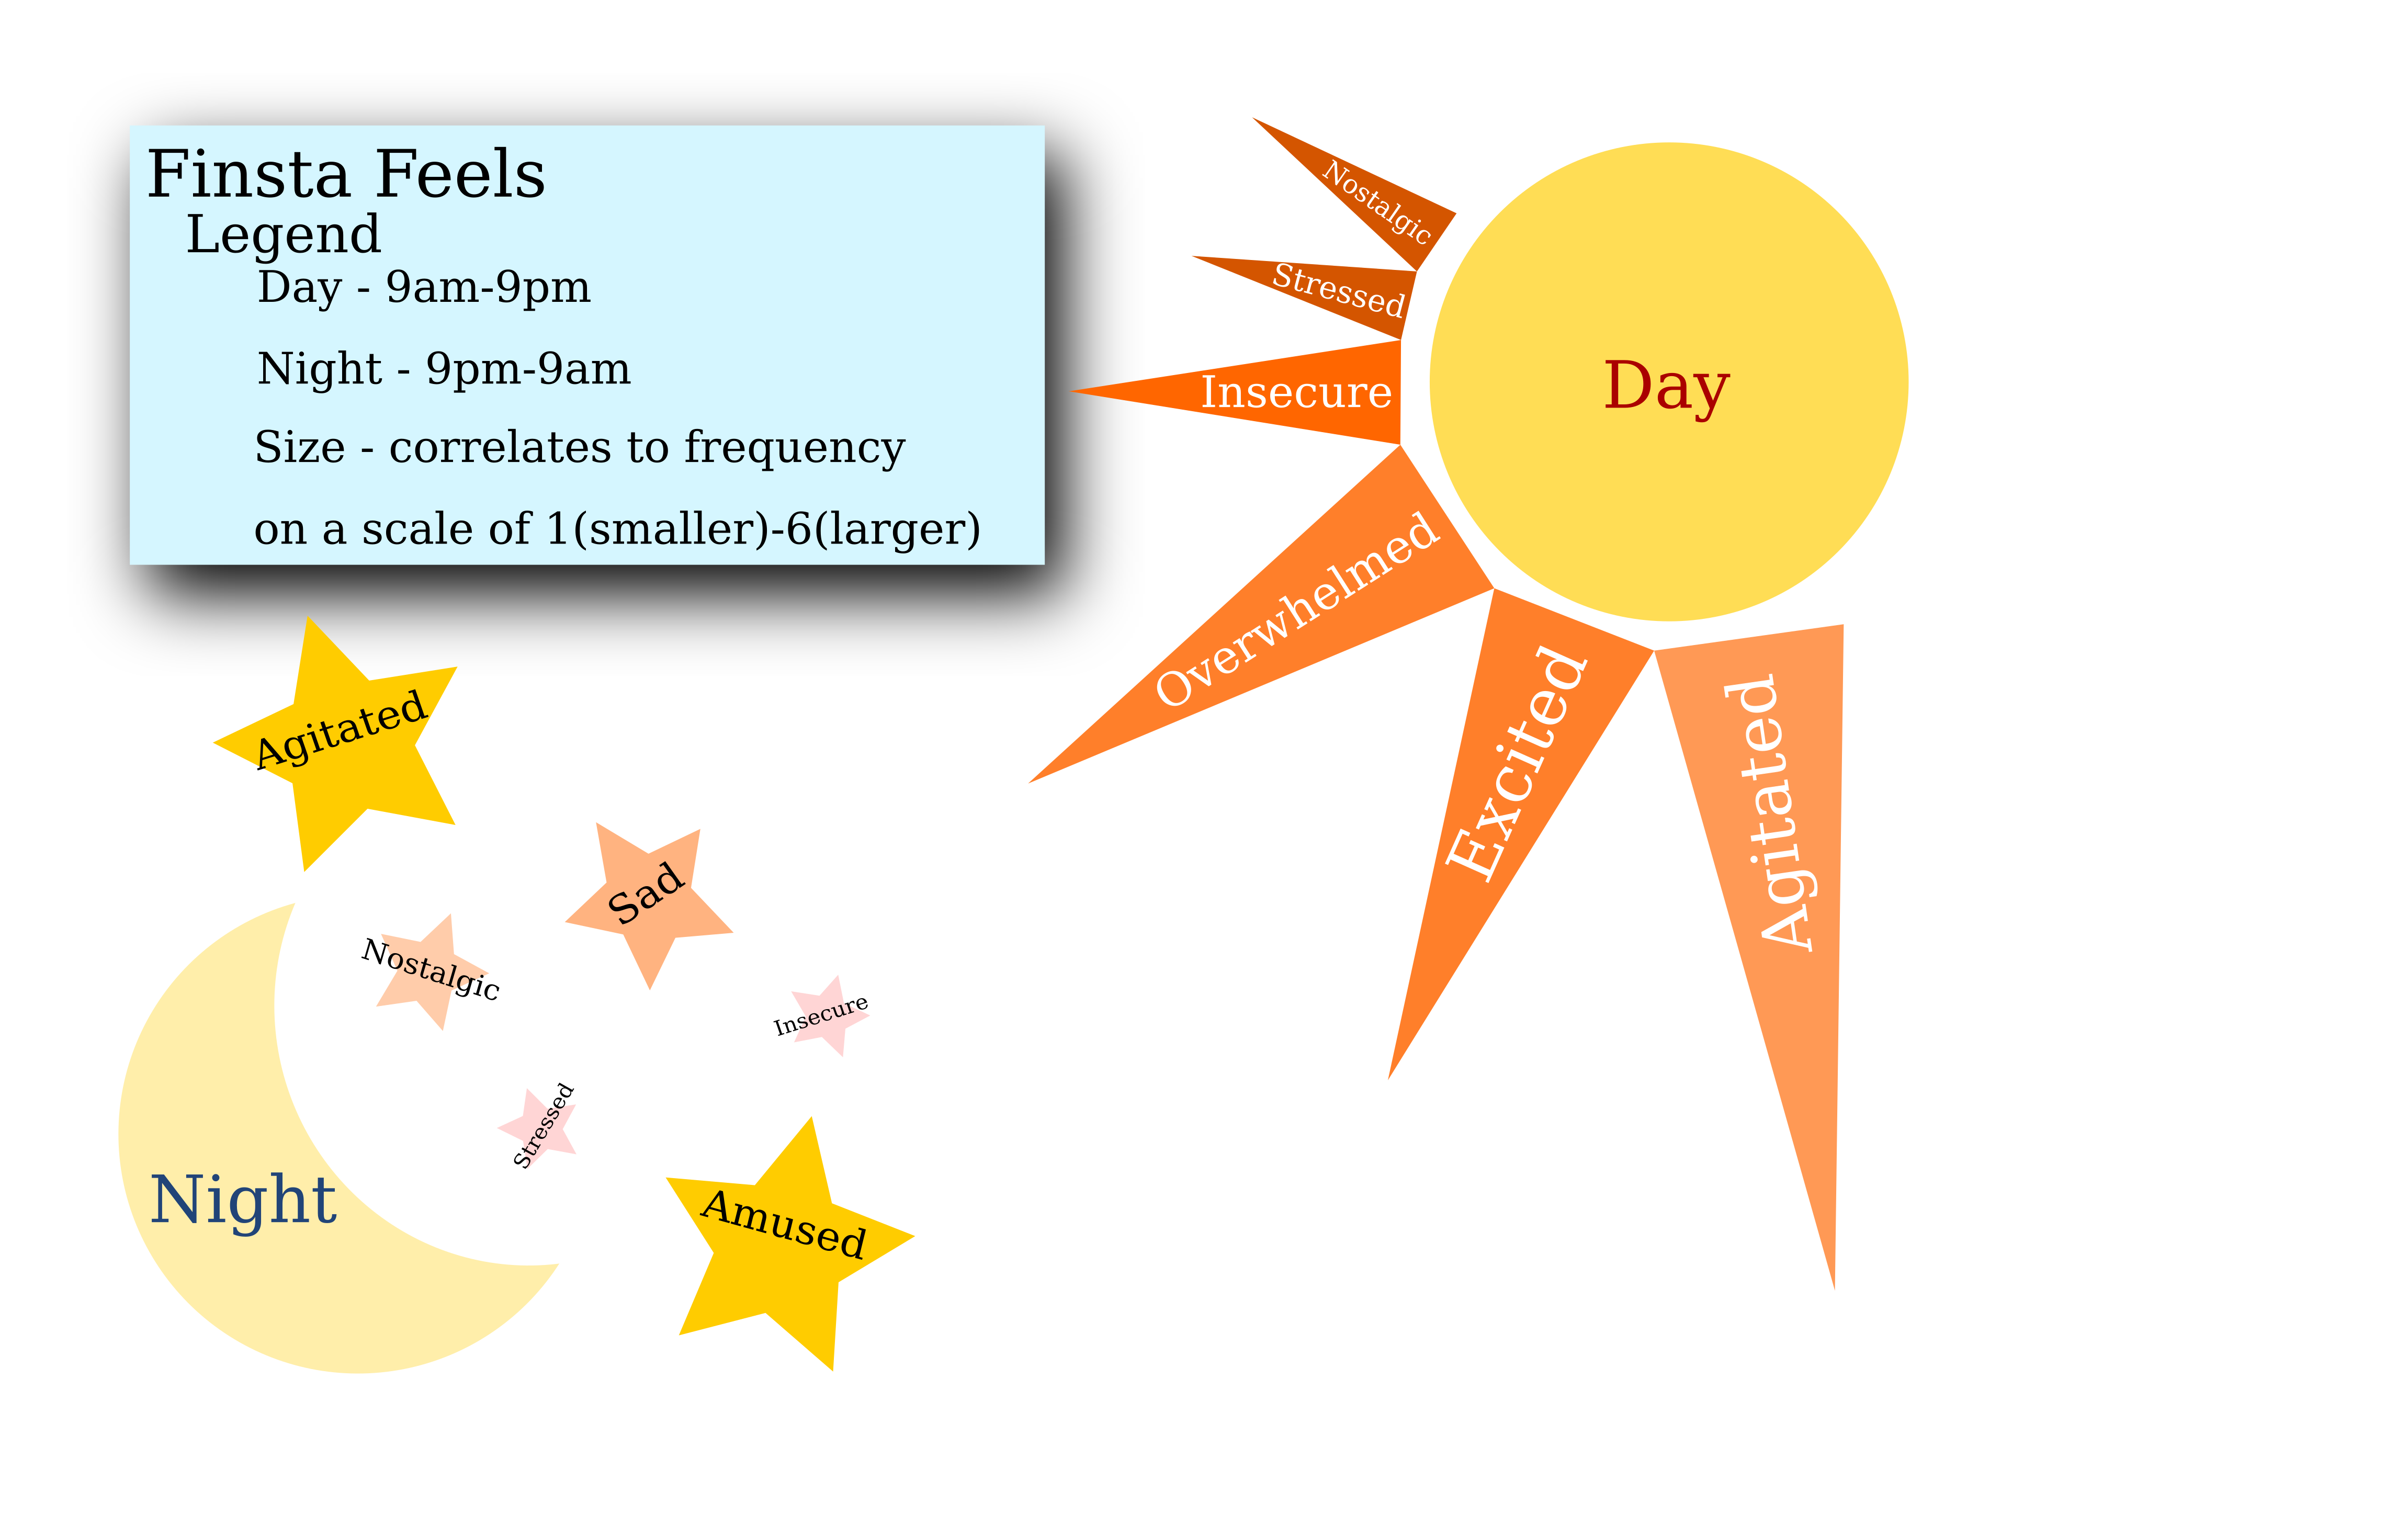 Finsta Feels
Legend
Day - 9am-9pm
Night - 9pm-9am
Size - correlates to frequency
on a scale of 1(smaller)-6(larger)
Nostalgic
Stressed
Insecure
Overwhelmed
Excited
Agitated
Day
Agitated
Sad
Nostalgic
Insecure
Stressed
Amused
Night